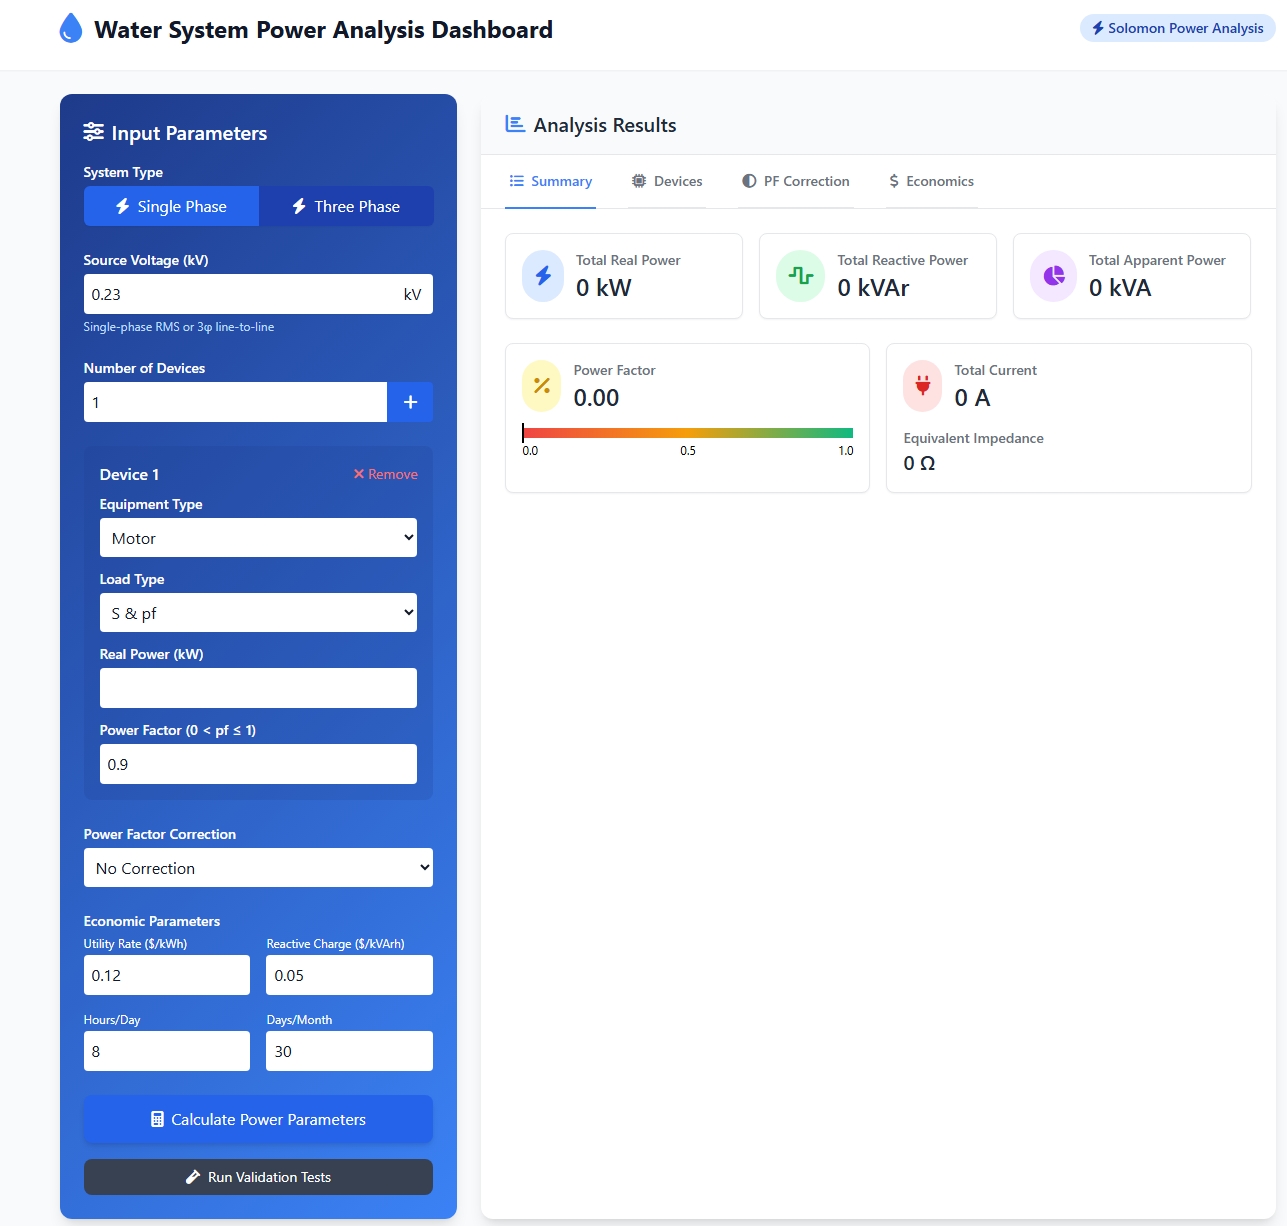 Water System Power Analysis Dashboard
Solomon Power Analysis
Input Parameters
System Type
Single Phase
Three Phase
Source Voltage (kV)
0.23
kV
Single-phase RMS or 3φ line-to-line
Number of Devices
1
+
Device 1
Remove
Equipment Type
Motor
Load Type
S & pf
Real Power (kW)
Power Factor (0 < pf ≤ 1)
0.9
Power Factor Correction
No Correction
Economic Parameters
Utility Rate ($/kWh)
Reactive Charge ($/kVArh)
0.12
0.05
Hours/Day
Days/Month
8
30
Calculate Power Parameters
Run Validation Tests
Analysis Results
Summary
Devices
PF Correction
$ Economics
Total Real Power
0 kW
Total Reactive Power
0 kVAr
Total Apparent Power
0 kVA
Power Factor
0.00
0.0
0.5
1.0
Total Current
0 A
Equivalent Impedance
0 Ω